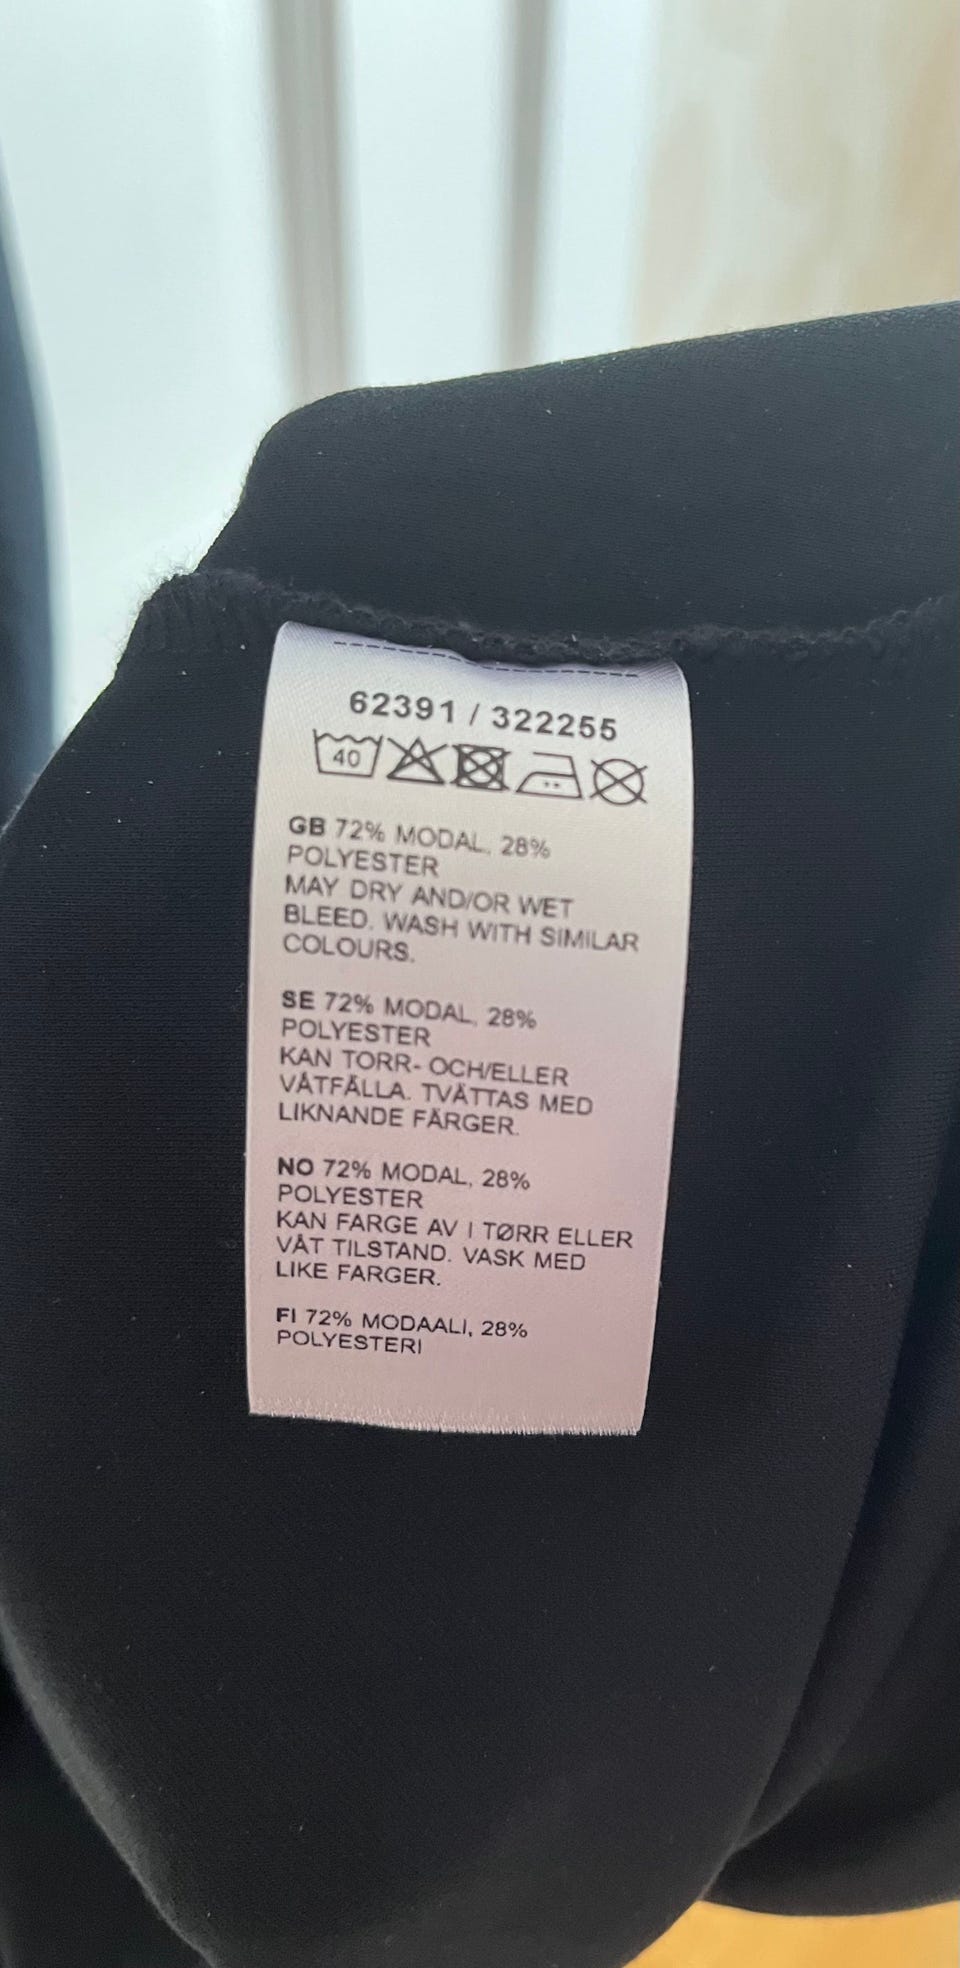 62391 / 322255
40
GB 72% MODAL, 28%
POLYESTER
MAY DRY AND/OR WET
BLEED. WASH WITH SIMILAR
COLOURS.
SE 72% MODAL, 28%
POLYESTER
KAN TORR- OCH/ELLER
VÅTFÄLLA. TVÄTTAS MED
LIKNANDE FÄRGER.
NO 72% MODAL, 28%
POLYESTER
KAN FARGE AV I TØRR ELLER
VÅT TILSTAND. VASK MED
LIKE FARGER.
FI 72% MODAALI, 28%
POLYESTERI